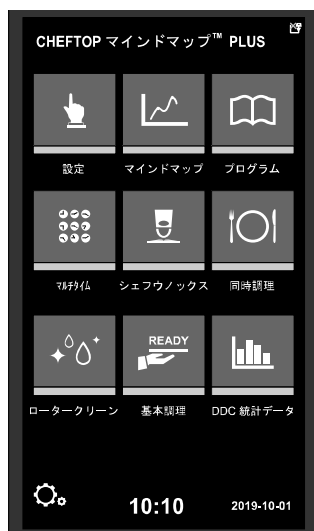 CHEFTOP マインドマップ™ PLUS
設定 マインドマップ プログラム
マルチタイム シェフウノックス 同時調理
READY
ロータークリーン 基本調理 DDC 統計データ
10:10 2019-10-01